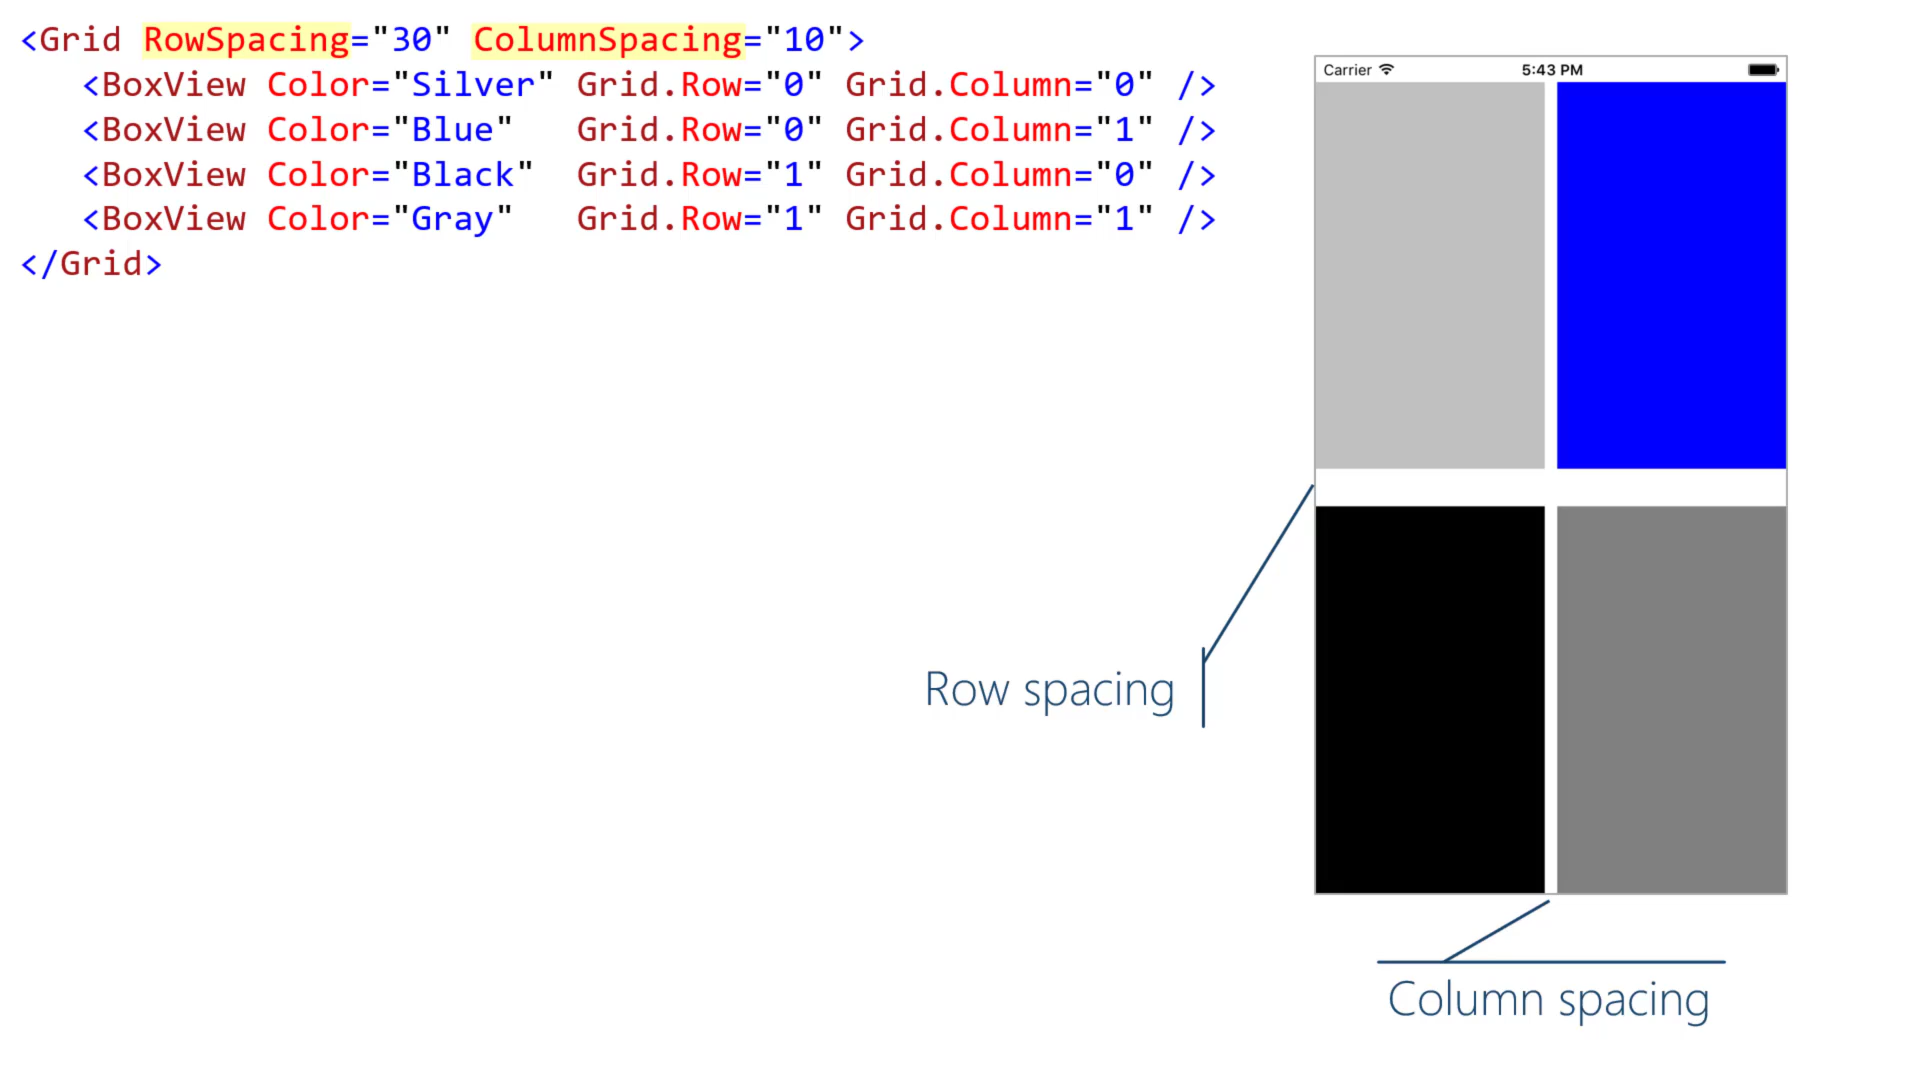 <Grid RowSpacing="30" ColumnSpacing="10">
   <BoxView Color="Silver" Grid.Row="0" Grid.Column="0" />
   <BoxView Color="Blue"   Grid.Row="0" Grid.Column="1" />
   <BoxView Color="Black"  Grid.Row="1" Grid.Column="0" />
   <BoxView Color="Gray"   Grid.Row="1" Grid.Column="1" />
</Grid>
Carrier 5:43 PM
Row spacing
Column spacing